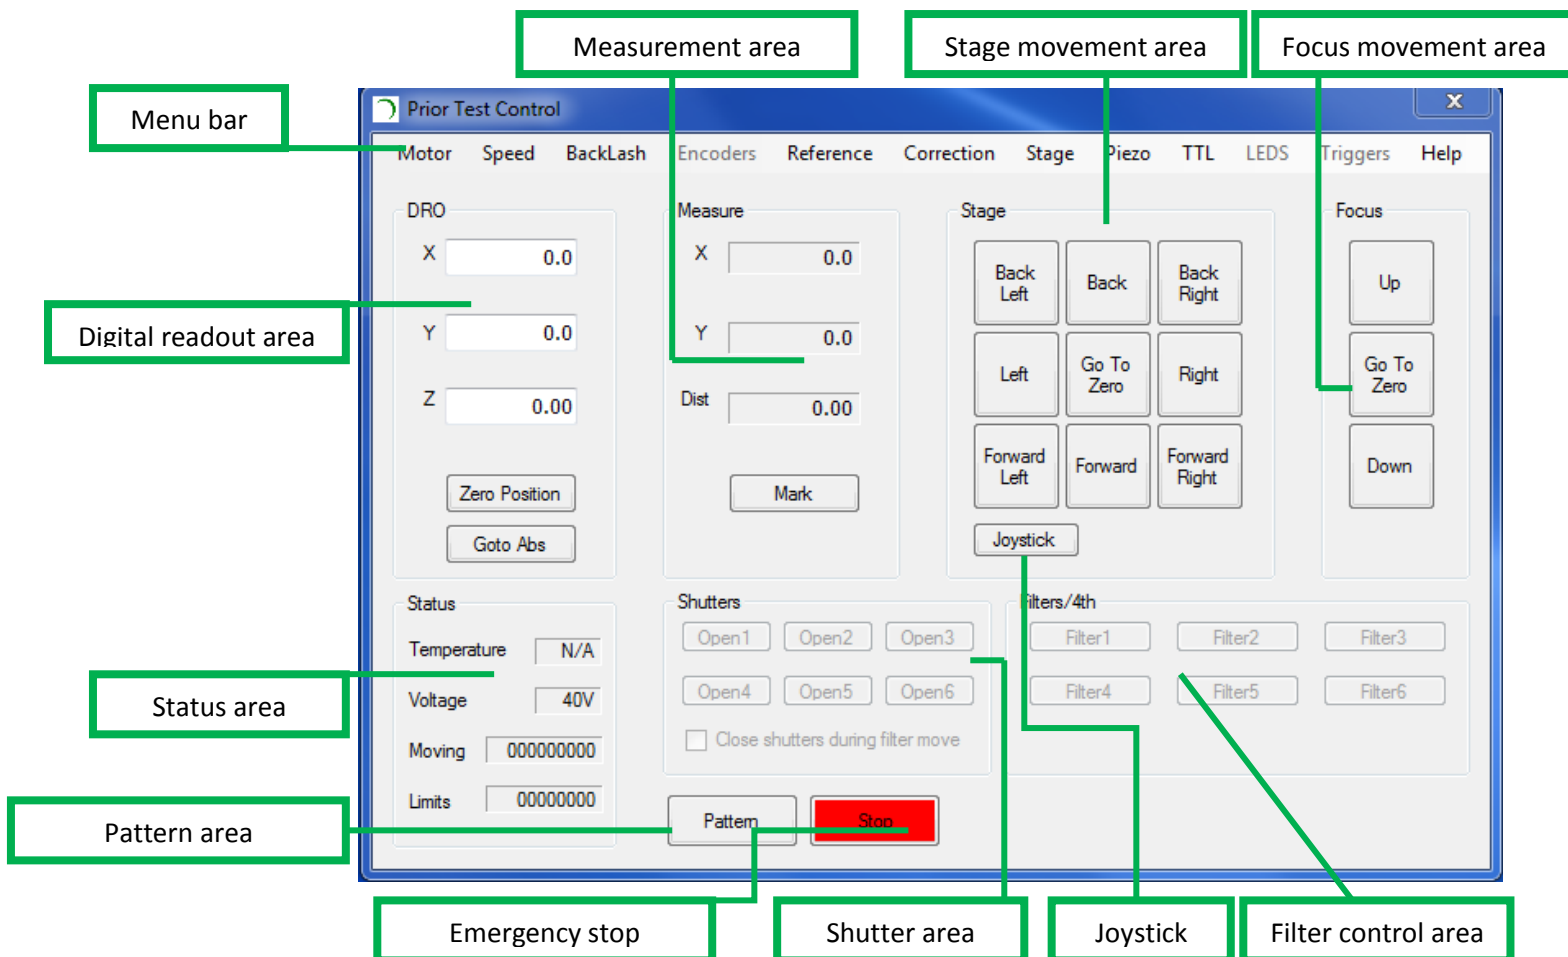 Measurement area
Stage movement area
Focus movement area
Menu bar
Prior Test Control
X
Motor Speed BackLash Encoders Reference Correction Stage Piezo TTL LEDS Triggers Help
DRO
X 0.0
Y 0.0
Z 0.00
Zero Position
Goto Abs
Measure
X 0.0
Y 0.0
Dist 0.00
Mark
Stage
Back Left
Back
Back Right
Left
Go To Zero
Right
Forward Left
Forward
Forward Right
Joystick
Focus
Up
Go To Zero
Down
Digital readout area
Status
Temperature N/A
Voltage 40V
Moving 000000000
Limits 00000000
Shutters
Open1 Open2 Open3
Open4 Open5 Open6
Close shutters during filter move
Filters/4th
Filter1 Filter2 Filter3
Filter4 Filter5 Filter6
Status area
Pattern area
Pattern
Stop
Emergency stop
Shutter area
Joystick
Filter control area